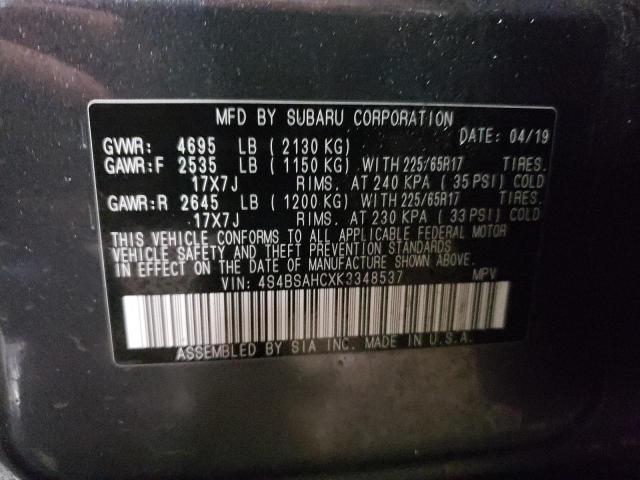 MFD BY SUBARU CORPORATION
DATE: 04/19
GVWR: 4695 LB ( 2130 KG)
GAWR:F 2535 LB ( 1150 KG) WITH 225/65R17 TIRES.
17X7J RIMS. AT 240 KPA ( 35 PSI) COLD
GAWR:R 2645 LB ( 1200 KG) WITH 225/65R17 TIRES.
17X7J RIMS. AT 230 KPA ( 33 PSI) COLD
THIS VEHICLE CONFORMS TO ALL APPLICABLE FEDERAL MOTOR
VEHICLE SAFETY AND THEFT PREVENTION STANDARDS
IN EFFECT ON THE DATE OF MANUFACTURE SHOWN ABOVE.
VIN: 4S4BSAHCXK3348537 MPV
ASSEMBLED BY SIA INC. MADE IN U.S.A.